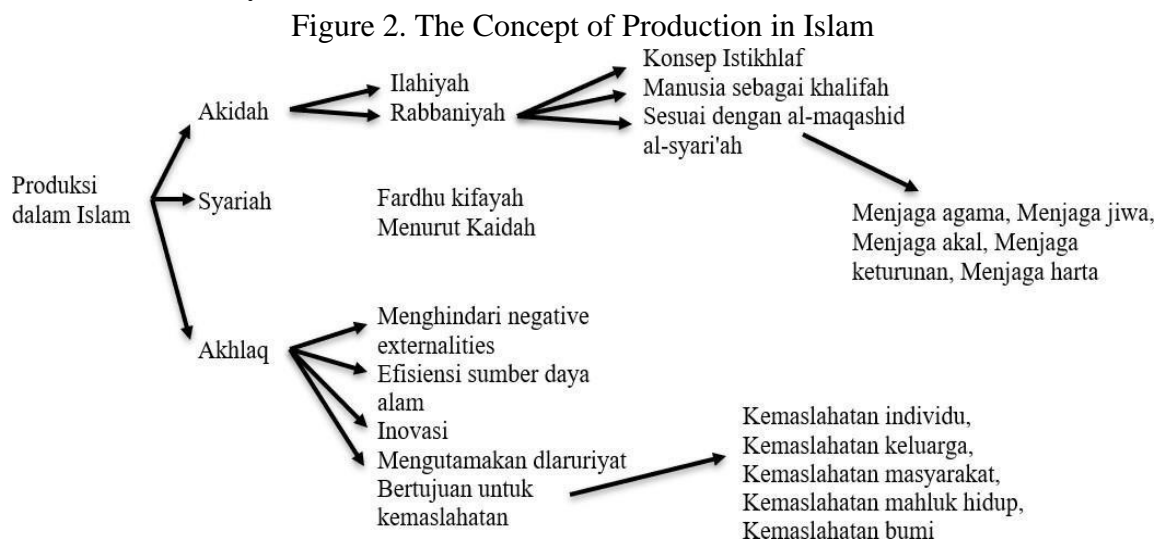 Figure 2. The Concept of Production in Islam
Produksi
dalam Islam
Akidah
Ilahiyah
Rabbaniyah
Konsep Istikhlaf
Manusia sebagai khalifah
Sesuai dengan al-maqashid
al-syari'ah
Menjaga agama, Menjaga jiwa,
Menjaga akal, Menjaga
keturunan, Menjaga harta
Syariah
Fardhu kifayah
Menurut Kaidah
Akhlaq
Menghindari negative
externalities
Efisiensi sumber daya
alam
Inovasi
Mengutamakan dlaruriyat
Bertujuan untuk
kemaslahatan
Kemaslahatan individu,
Kemaslahatan keluarga,
Kemaslahatan masyarakat,
Kemaslahatan mahluk hidup,
Kemaslahatan bumi